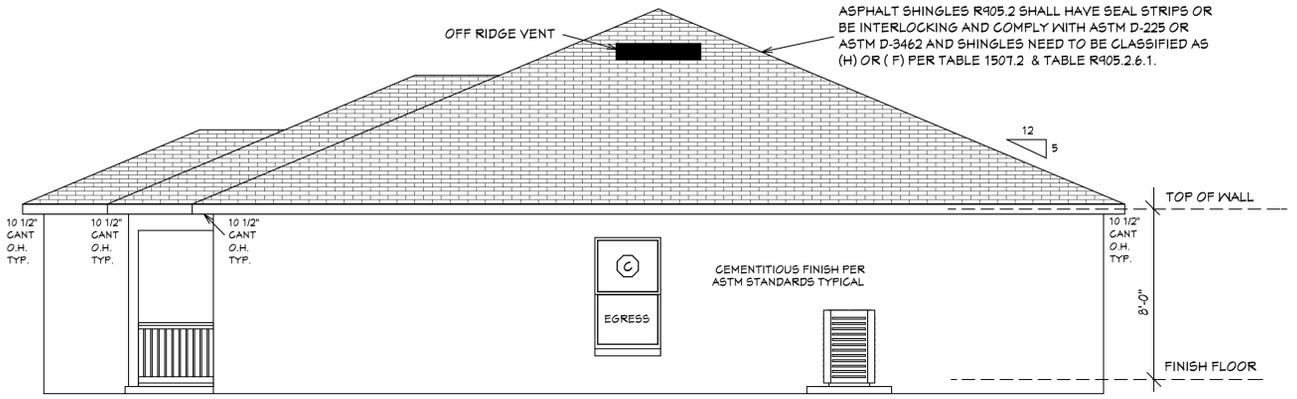 ASPHALT SHINGLES R905.2 SHALL HAVE SEAL STRIPS OR
BE INTERLOCKING AND COMPLY WITH ASTM D-225 OR
ASTM D-3462 AND SHINGLES NEED TO BE CLASSIFIED AS
(H) OR ( F) PER TABLE 1507.2 & TABLE R905.2.6.1.
OFF RIDGE VENT
12
5
TOP OF WALL
10 1/2"
CANT
O.H.
TYP.
10 1/2"
CANT
O.H.
TYP.
10 1/2"
CANT
O.H.
TYP.
10 1/2"
CANT
O.H.
TYP.
C
EGRESS
CEMENTITIOUS FINISH PER
ASTM STANDARDS TYPICAL
8'-0"
FINISH FLOOR